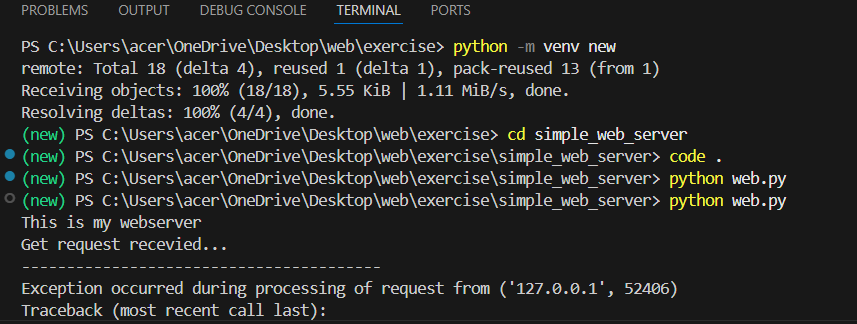 PROBLEMS OUTPUT DEBUG CONSOLE TERMINAL PORTS
PS C:\Users\acer\OneDrive\Desktop\web\exercise> python -m venv new
remote: Total 18 (delta 4), reused 1 (delta 1), pack-reused 13 (from 1)
Receiving objects: 100% (18/18), 5.55 KiB | 1.11 MiB/s, done.
Resolving deltas: 100% (4/4), done.
(new) PS C:\Users\acer\OneDrive\Desktop\web\exercise> cd simple_web_server
(new) PS C:\Users\acer\OneDrive\Desktop\web\exercise\simple_web_server> code .
(new) PS C:\Users\acer\OneDrive\Desktop\web\exercise\simple_web_server> python web.py
(new) PS C:\Users\acer\OneDrive\Desktop\web\exercise\simple_web_server> python web.py
This is my webserver
Get request recevied...
----------------------------------------
Exception occurred during processing of request from ('127.0.0.1', 52406)
Traceback (most recent call last):